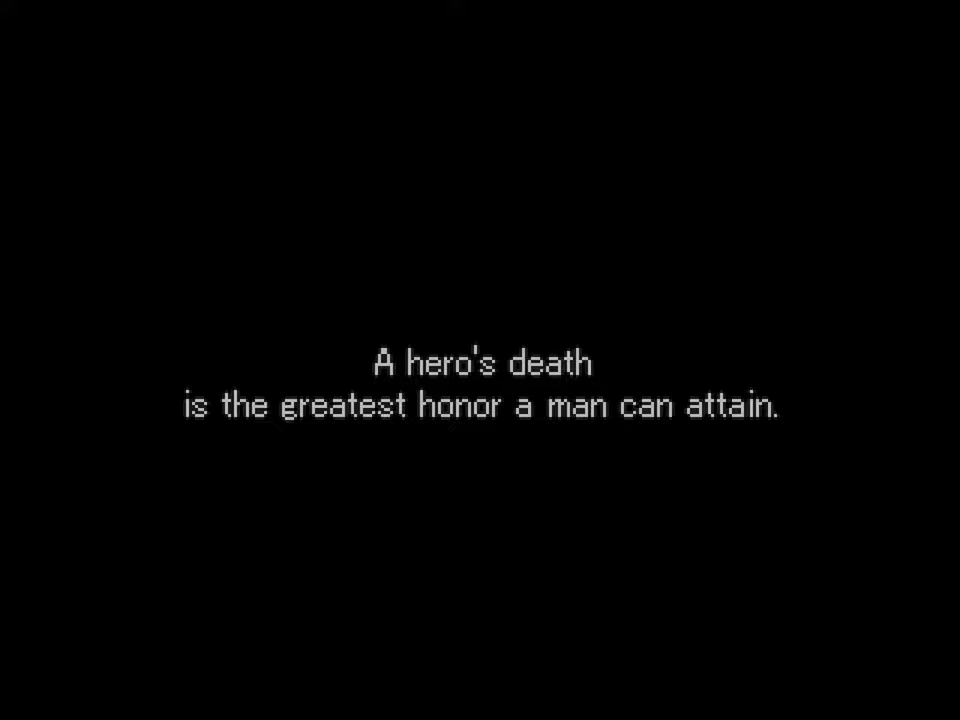 A hero's death
is the greatest honor a man can attain.